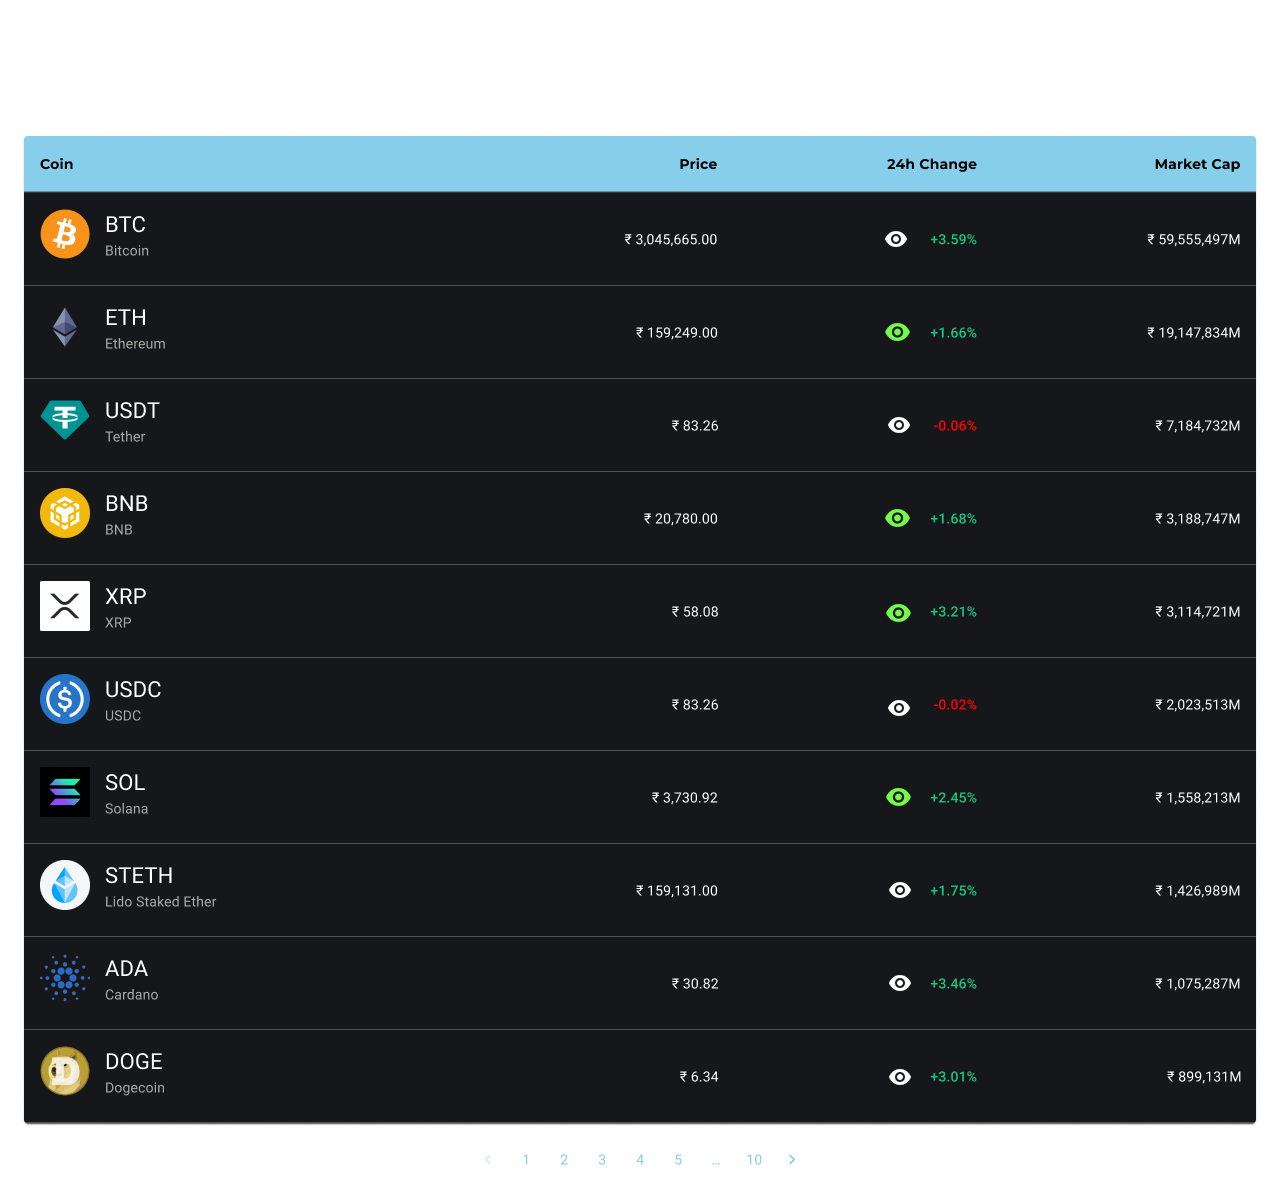 Coin Price 24h Change Market Cap
BTC
Bitcoin
₹ 3,045,665.00 +3.59% ₹ 59,555,497M
ETH
Ethereum
₹ 159,249.00 +1.66% ₹ 19,147,834M
USDT
Tether
₹ 83.26 -0.06% ₹ 7,184,732M
BNB
BNB
₹ 20,780.00 +1.68% ₹ 3,188,747M
XRP
XRP
₹ 58.08 +3.21% ₹ 3,114,721M
USDC
USDC
₹ 83.26 -0.02% ₹ 2,023,513M
SOL
Solana
₹ 3,730.92 +2.45% ₹ 1,558,213M
STETH
Lido Staked Ether
₹ 159,131.00 +1.75% ₹ 1,426,989M
ADA
Cardano
₹ 30.82 +3.46% ₹ 1,075,287M
DOGE
Dogecoin
₹ 6.34 +3.01% ₹ 899,131M
1 2 3 4 5 … 10